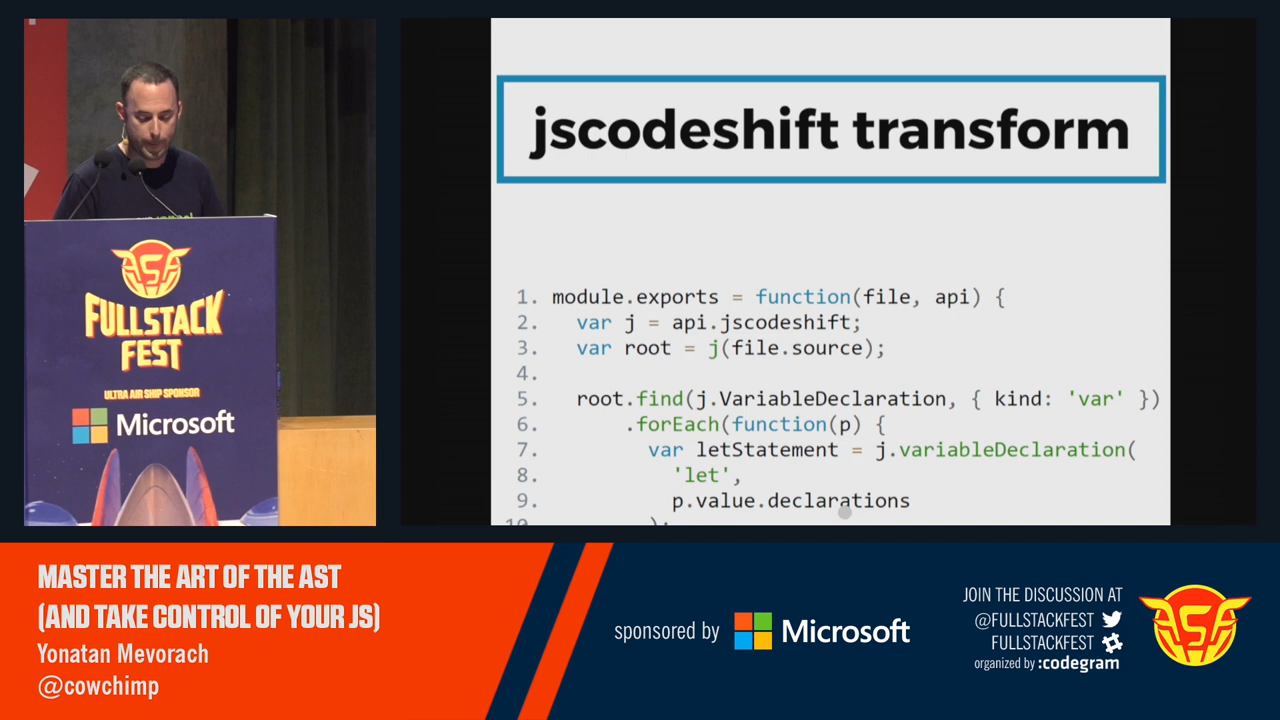 jscodeshift transform
1. module.exports = function(file, api) {
2. var j = api.jscodeshift;
3. var root = j(file.source);
4.
5. root.find(j.VariableDeclaration, { kind: 'var' })
6. .forEach(function(p) {
7. var letStatement = j.variableDeclaration(
8. 'let',
9. p.value.declarations
10. );
FULLSTACK
FEST
ULTRA AIR SHIP SPONSOR
Microsoft
MASTER THE ART OF THE AST
(AND TAKE CONTROL OF YOUR JS)
Yonatan Mevorach
@cowchimp
sponsored by Microsoft
JOIN THE DISCUSSION AT
@FULLSTACKFEST
FULLSTACKFEST
organized by :codegram